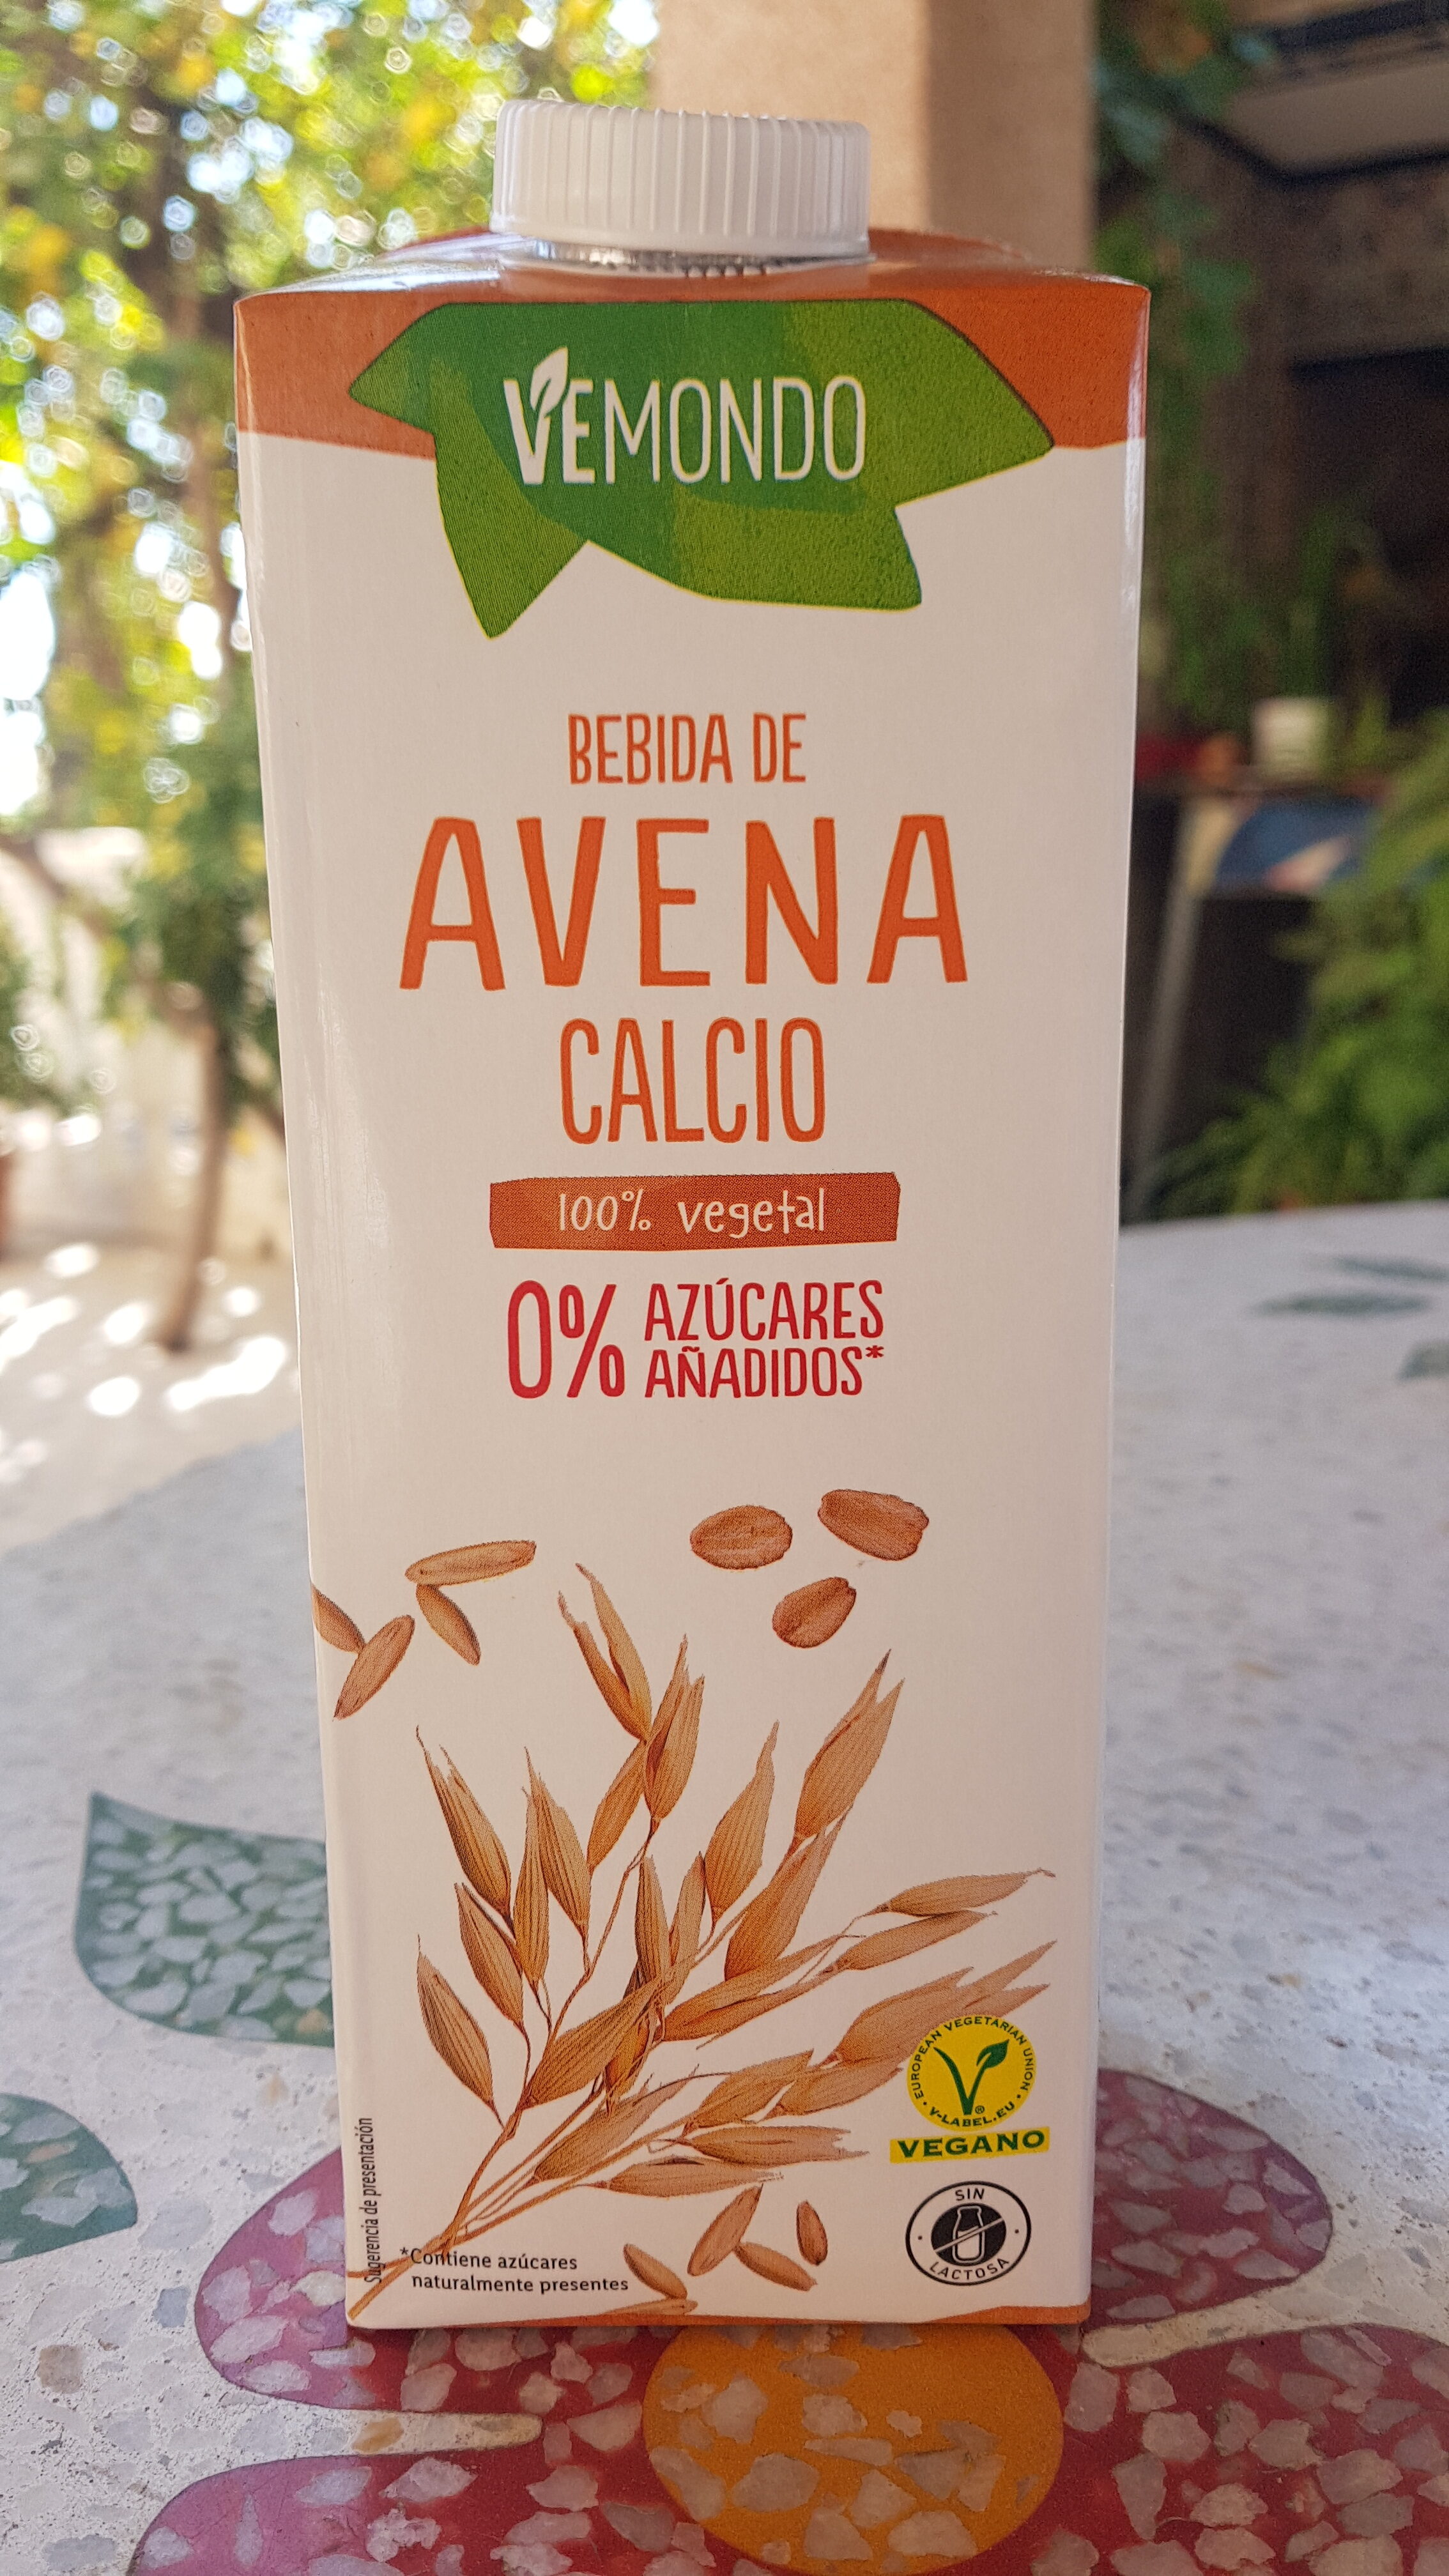 VEMONDO
BEBIDA DE
AVENA
CALCIO
100% vegetal
0% AZÚCARES
AÑADIDOS*
EUROPEAN VEGETARIAN UNION
V-LABEL.EU
VEGANO
SIN
LACTOSA
Sugerencia de presentación
*Contiene azúcares
naturalmente presentes